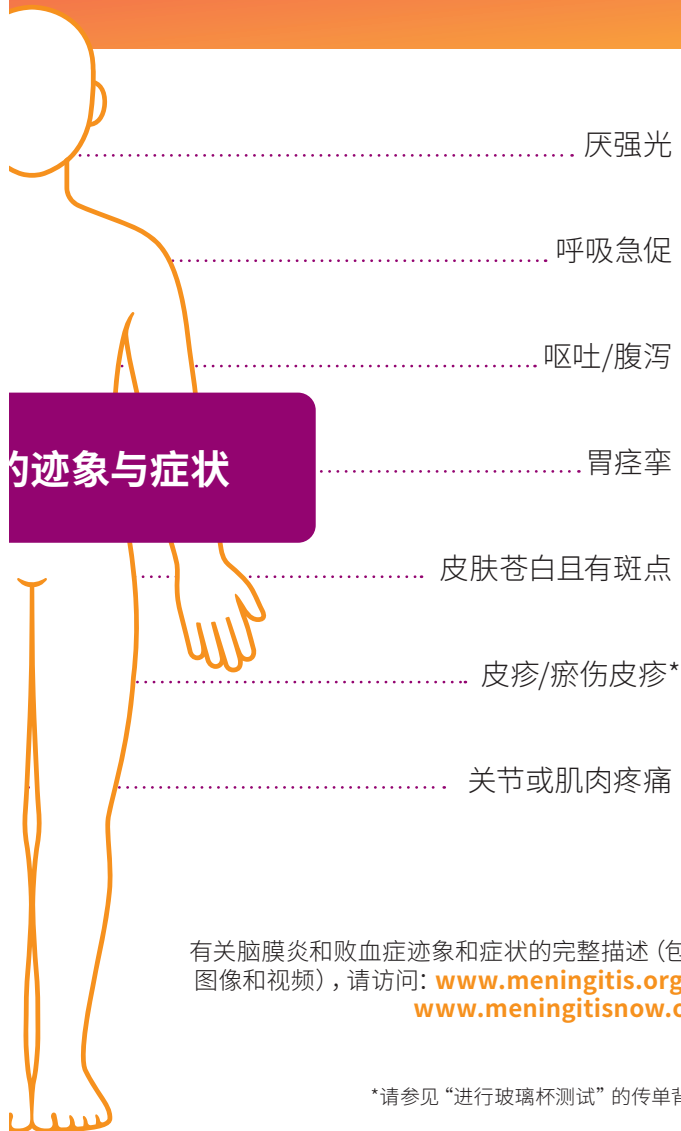 厌强光
呼吸急促
呕吐/腹泻
的迹象与症状
胃痉挛
皮肤苍白且有斑点
皮疹/瘀伤皮疹*
关节或肌肉疼痛
有关脑膜炎和败血症迹象和症状的完整描述（包
图像和视频），请访问：www.meningitis.org
www.meningitisnow.o
*请参见“进行玻璃杯测试”的传单背